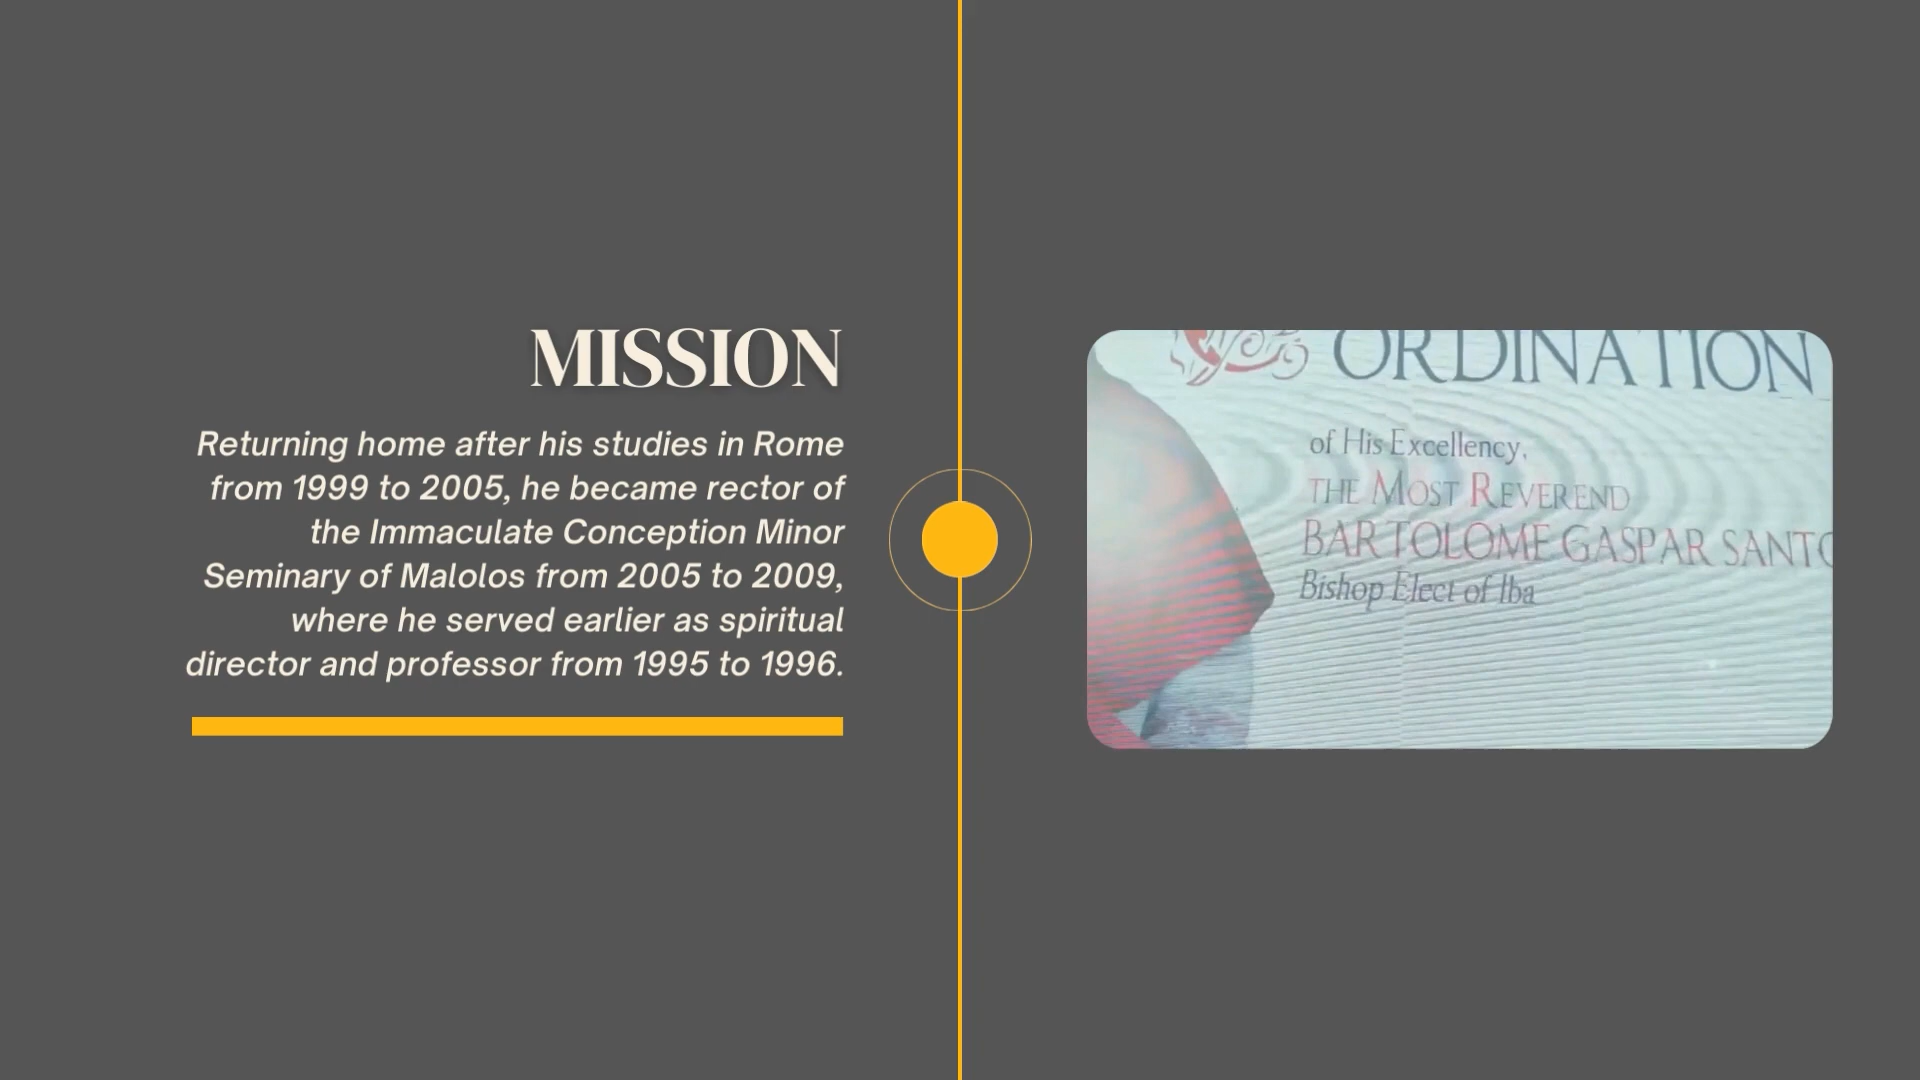 MISSION
Returning home after his studies in Rome
from 1999 to 2005, he became rector of
the Immaculate Conception Minor
Seminary of Malolos from 2005 to 2009,
where he served earlier as spiritual
director and professor from 1995 to 1996.
ORDINATION
of His Excellency,
THE MOST REVEREND
BARTOLOME GASPAR SANTO
Bishop Elect of Iba